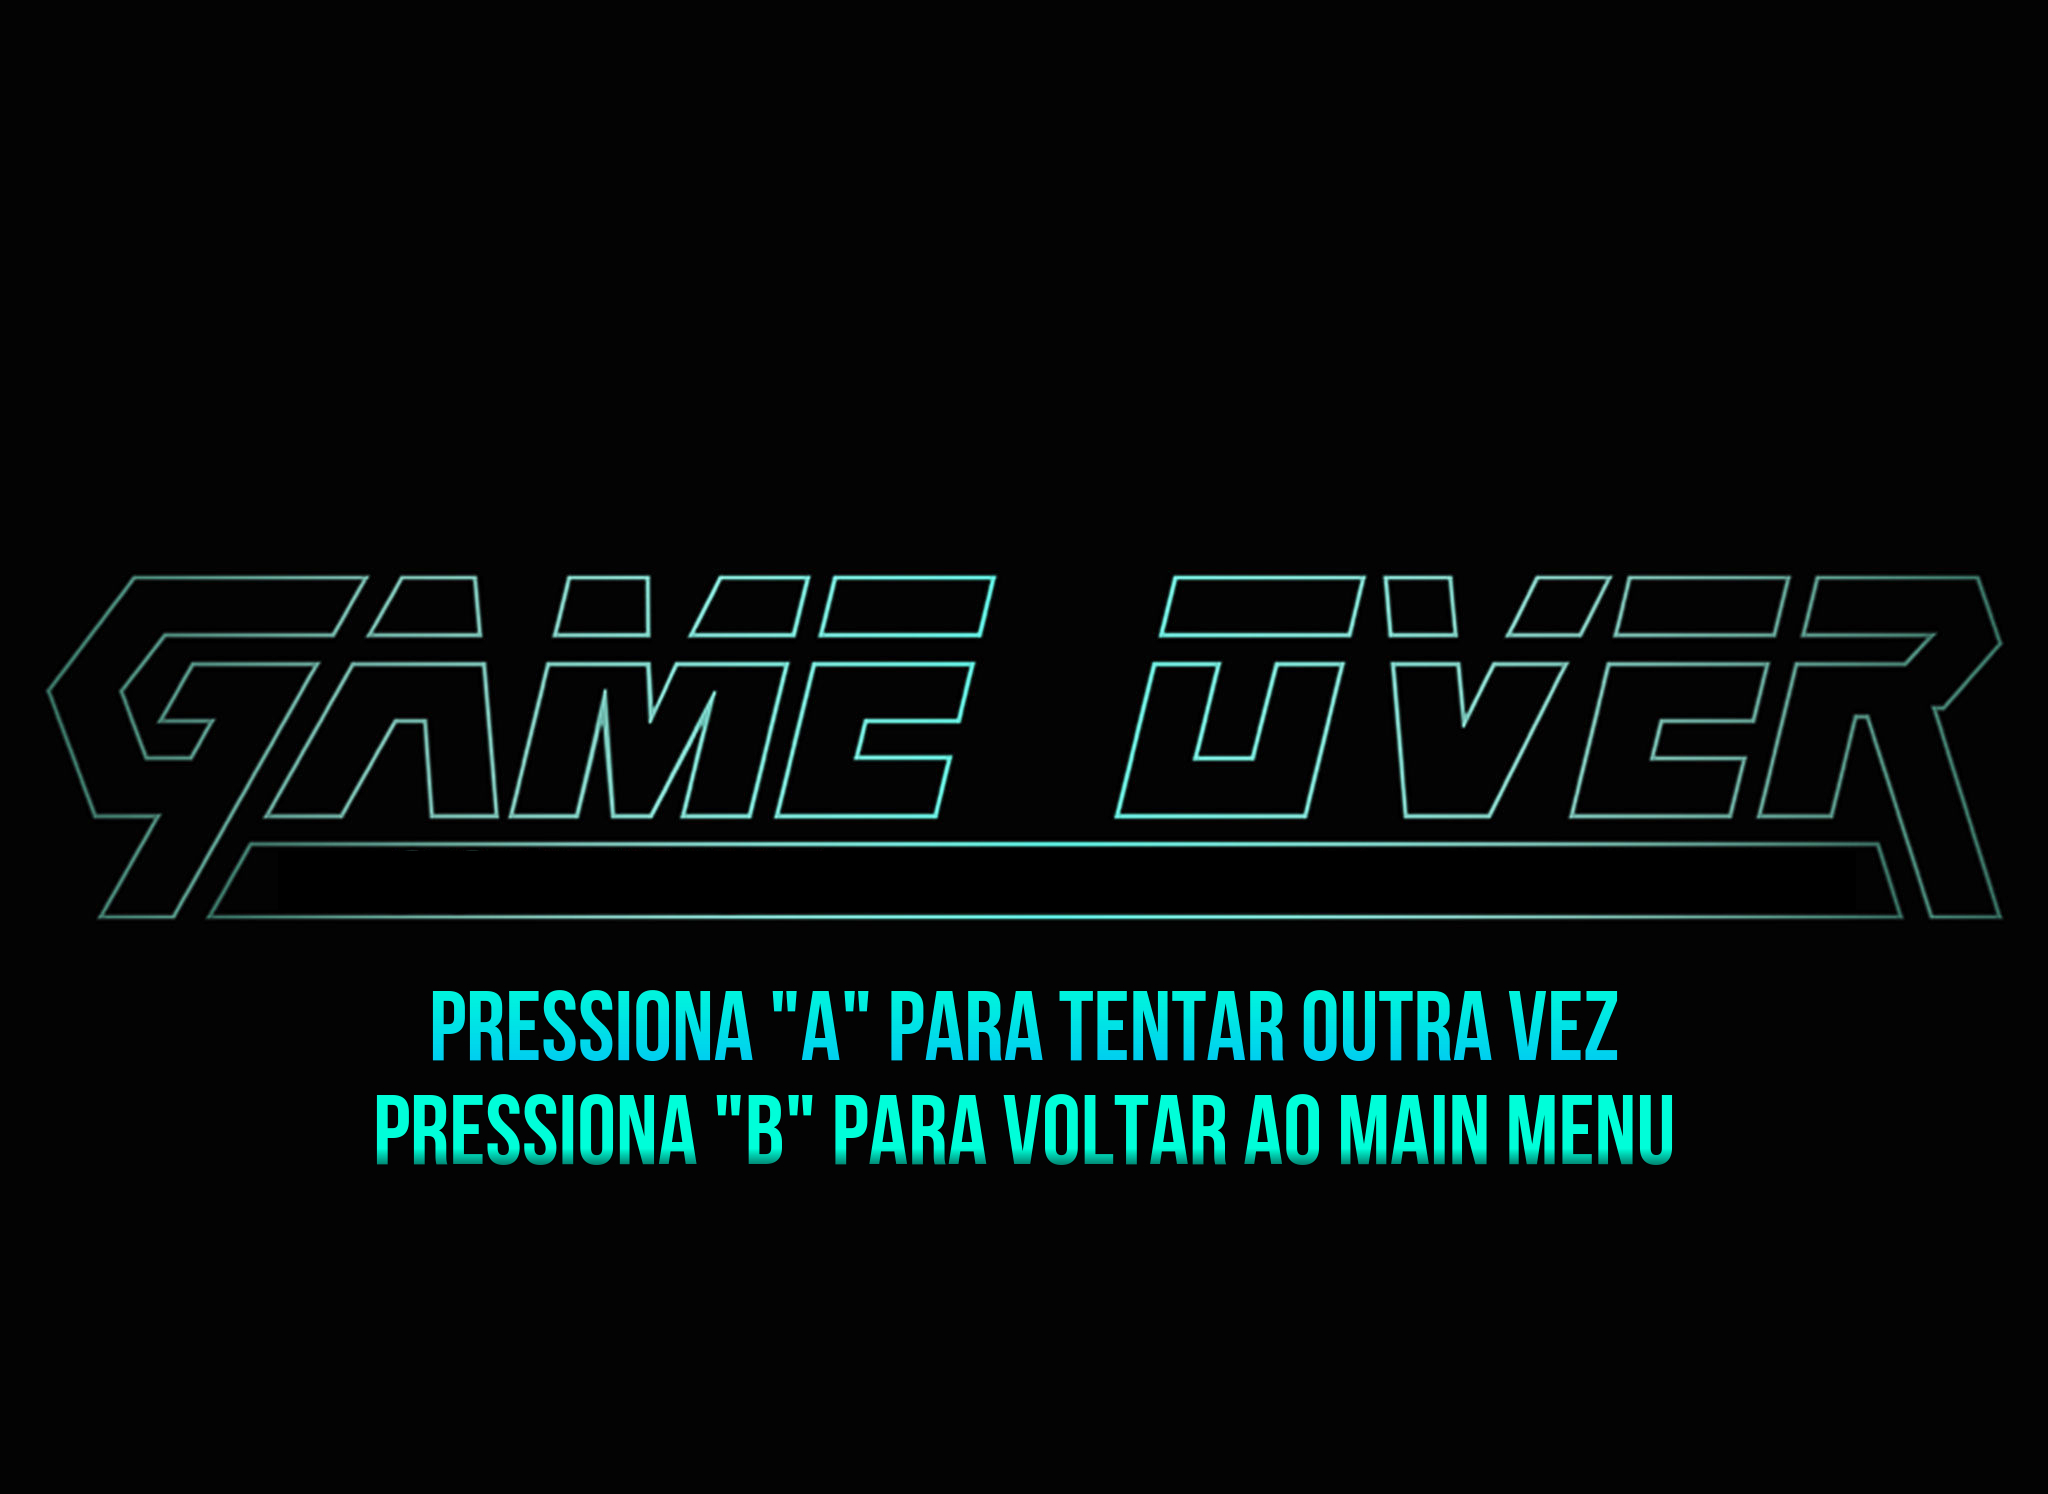 GAME OVER
PRESSIONA "A" PARA TENTAR OUTRA VEZ
PRESSIONA "B" PARA VOLTAR AO MAIN MENU